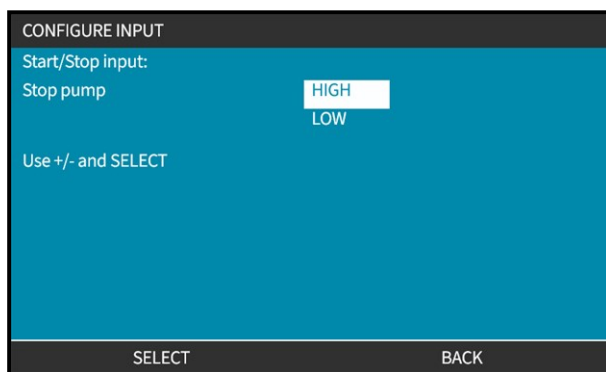 CONFIGURE INPUT
Start/Stop input:
Stop pump HIGH
LOW
Use +/- and SELECT
SELECT BACK